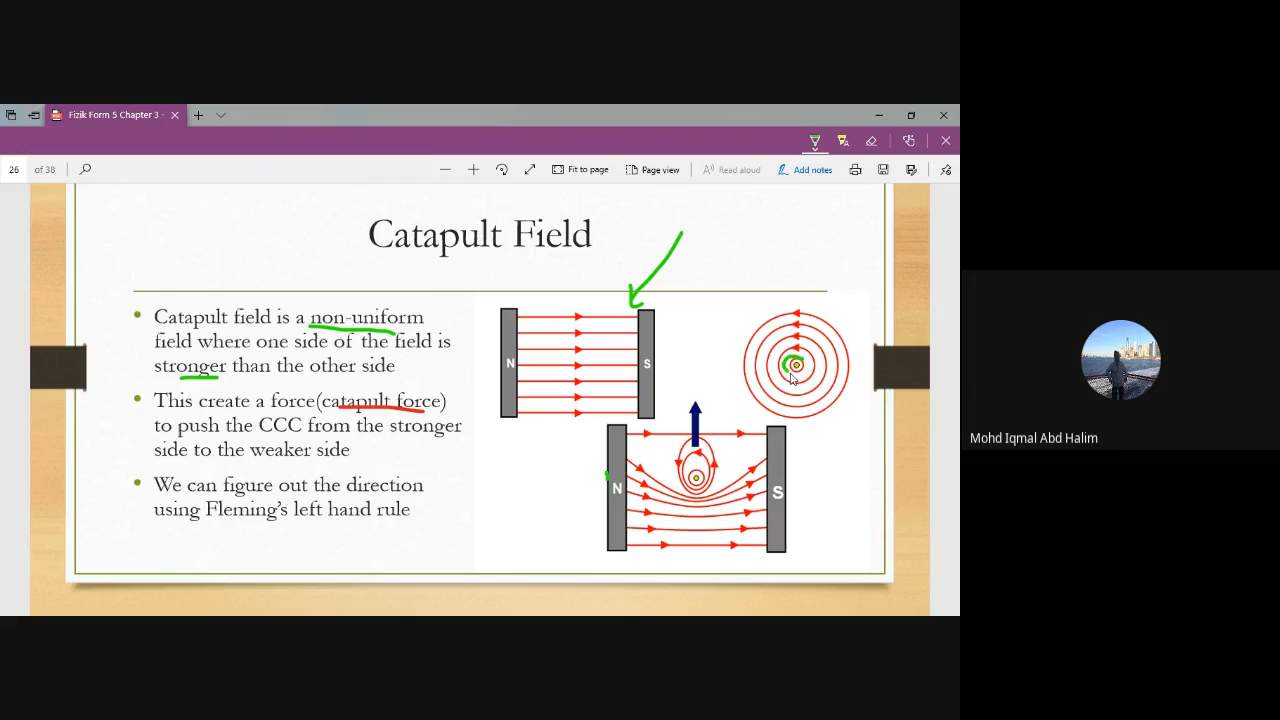 Fizik Form 5 Chapter 3 -
26 of 38
Fit to page
Page view
Read aloud
Add notes
Catapult Field
• Catapult field is a non-uniform
field where one side of the field is
stronger than the other side
• This create a force(catapult force)
to push the CCC from the stronger
side to the weaker side
• We can figure out the direction
using Fleming's left hand rule
N
S
N
S
Mohd Iqmal Abd Halim